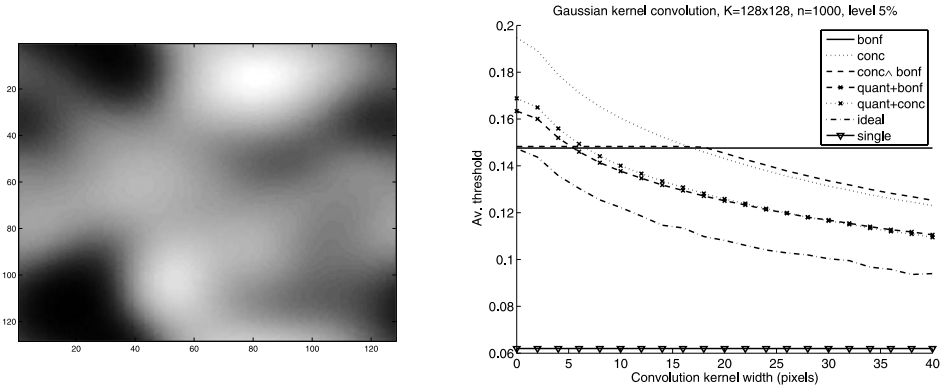 20
40
60
80
100
120
20 40 60 80 100 120
Gaussian kernel convolution, K=128x128, n=1000, level 5%
Av. threshold
0.2
0.18
0.16
0.14
0.12
0.1
0.08
0.06
0 5 10 15 20 25 30 35 40
Convolution kernel width (pixels)
bonf
conc
conc∧ bonf
quant+bonf
quant+conc
ideal
single